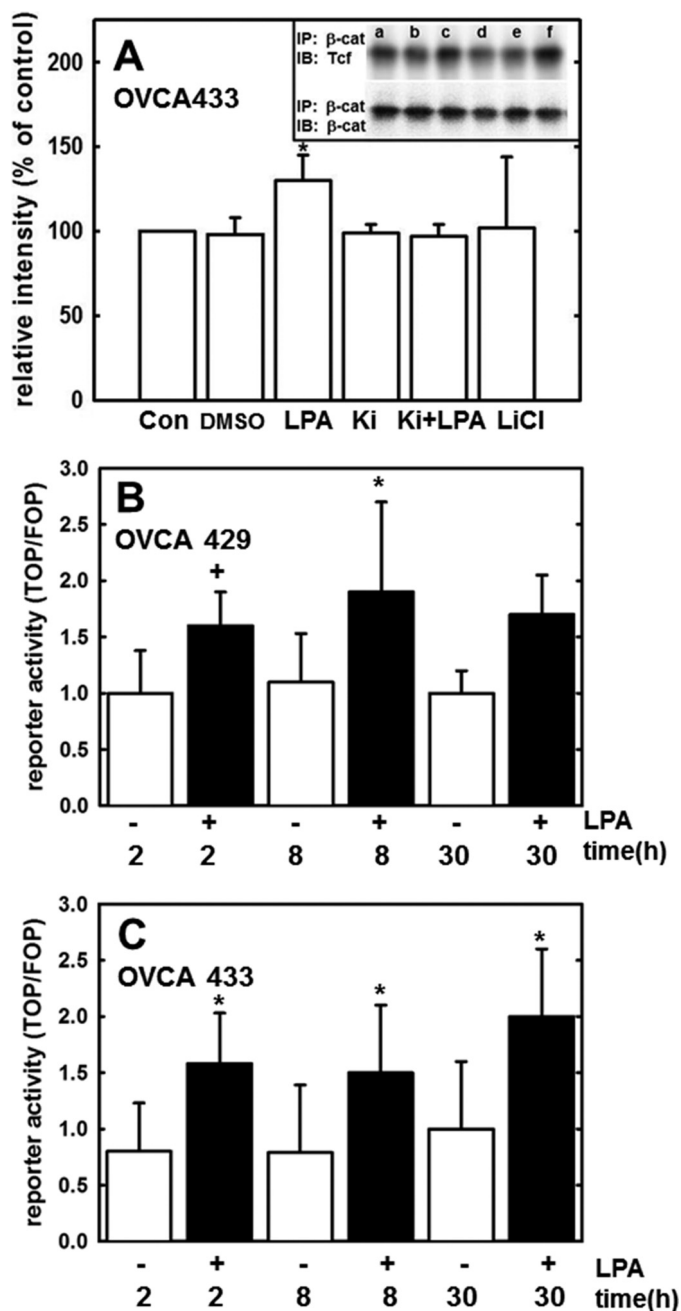 IP: β-cat a b c d e f
IB: Tcf
IP: β-cat
IB: β-cat
A
OVCA433
relative intensity (% of control)
200
150
100
50
0
*
Con DMSO LPA Ki Ki+LPA LiCl
B
OVCA 429
reporter activity (TOP/FOP)
3.0
2.5
2.0
1.5
1.0
0.5
0.0
+ *
- + - + - + LPA
2 2 8 8 30 30 time(h)
C
OVCA 433
reporter activity (TOP/FOP)
3.0
2.5
2.0
1.5
1.0
0.5
0.0
* * *
- + - + - + LPA
2 2 8 8 30 30 time(h)